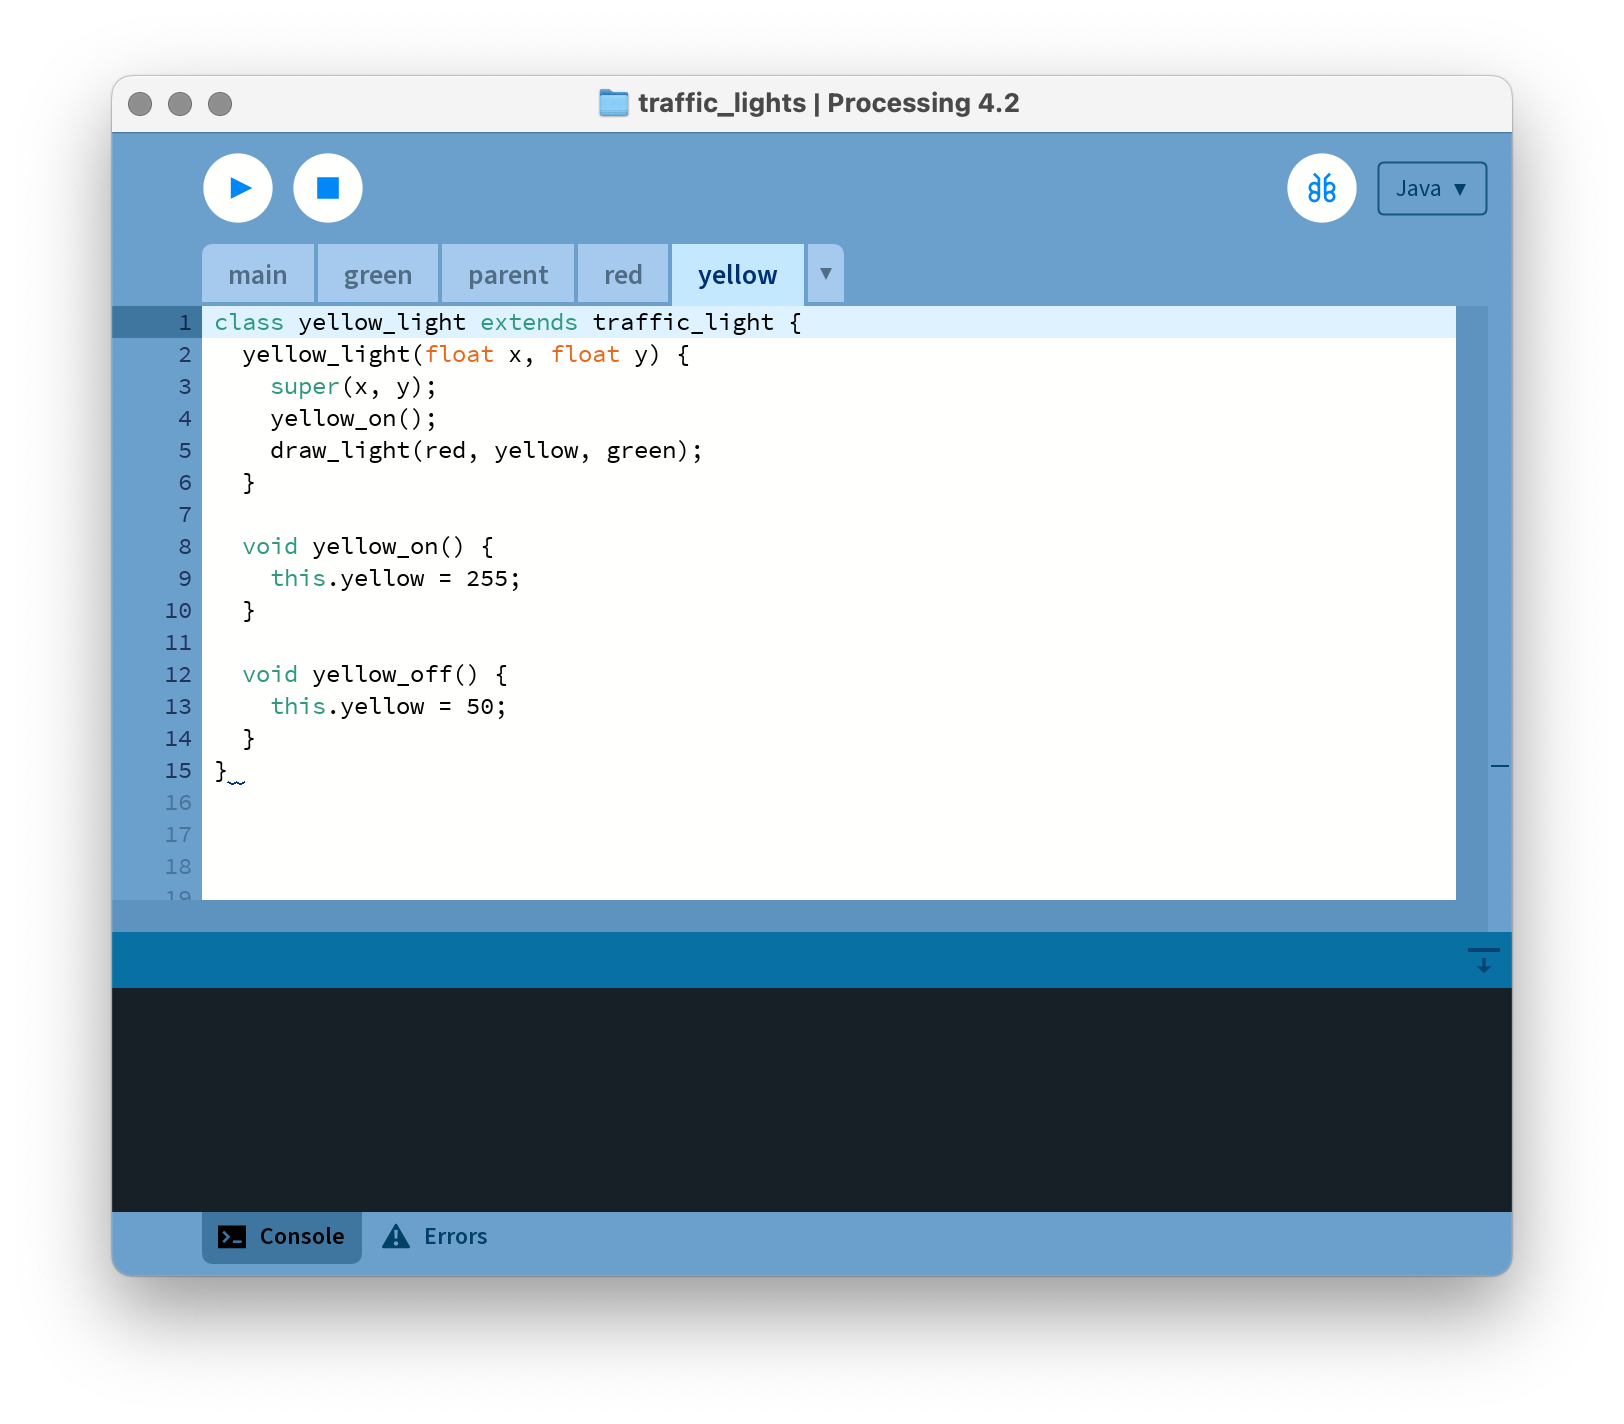 traffic_lights | Processing 4.2
Java ▼
main green parent red yellow ▼
1 class yellow_light extends traffic_light {
2   yellow_light(float x, float y) {
3     super(x, y);
4     yellow_on();
5     draw_light(red, yellow, green);
6   }
7
8   void yellow_on() {
9     this.yellow = 255;
10   }
11
12   void yellow_off() {
13     this.yellow = 50;
14   }
15 }
16
17
18
19
Console Errors